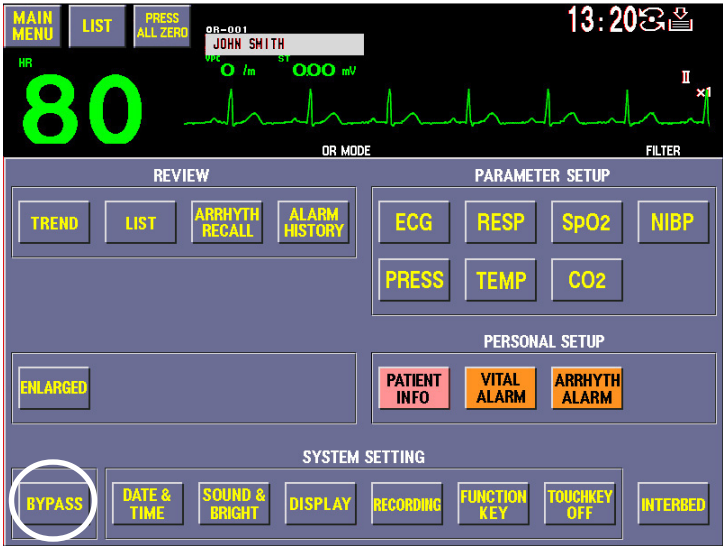 MAIN
MENU
LIST
PRESS
ALL ZERO
OR-001
JOHN SMITH
13:20
HR
80
VPC
0 /m
ST
0.00 mV
II
×1
OR MODE
FILTER
REVIEW
TREND
LIST
ARRHYTH
RECALL
ALARM
HISTORY
PARAMETER SETUP
ECG
RESP
SpO2
NIBP
PRESS
TEMP
CO2
ENLARGED
PERSONAL SETUP
PATIENT
INFO
VITAL
ALARM
ARRHYTH
ALARM
SYSTEM SETTING
BYPASS
DATE &
TIME
SOUND &
BRIGHT
DISPLAY
RECORDING
FUNCTION
KEY
TOUCHKEY
OFF
INTERBED